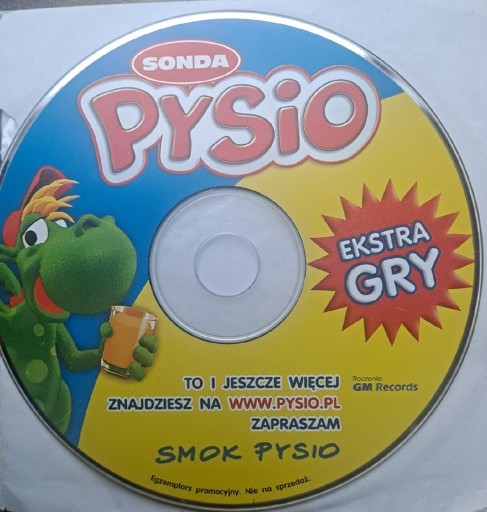 SONDA
PYSiO
EKSTRA
GRY
TO I JESZCZE WIĘCEJ
ZNAJDZIESZ NA WWW.PYSIO.PL
ZAPRASZAM
SMOK PYSIO
Tłoczenie:
GM Records
Egzemplarz promocyjny. Nie na sprzedaż.